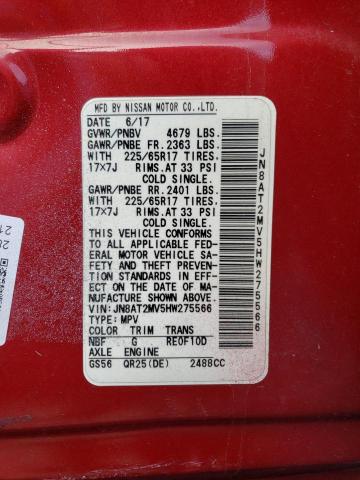 MFD BY NISSAN MOTOR CO.,LTD.
DATE 6/17
GVWR/PNBV 4679 LBS.
GAWR/PNBE FR. 2363 LBS.
WITH 225/65R17 TIRES.
17×7J RIMS.AT 33 PSI
COLD SINGLE.
GAWR/PNBE RR. 2401 LBS.
WITH 225/65R17 TIRES.
17×7J RIMS.AT 33 PSI
COLD SINGLE.
THIS VEHICLE CONFORMS
TO ALL APPLICABLE FED-
ERAL MOTOR VEHICLE SA-
FETY AND THEFT PREVEN-
TION STANDARDS IN EFF-
ECT ON THE DATE OF MA-
NUFACTURE SHOWN ABOVE.
VIN:JN8AT2MV5HW275566
TYPE:MPV
COLOR TRIM TRANS
NBF G RE0F10D
AXLE ENGINE
GS56 QR25(DE) 2488CC
JN8AT2MV5HW275566